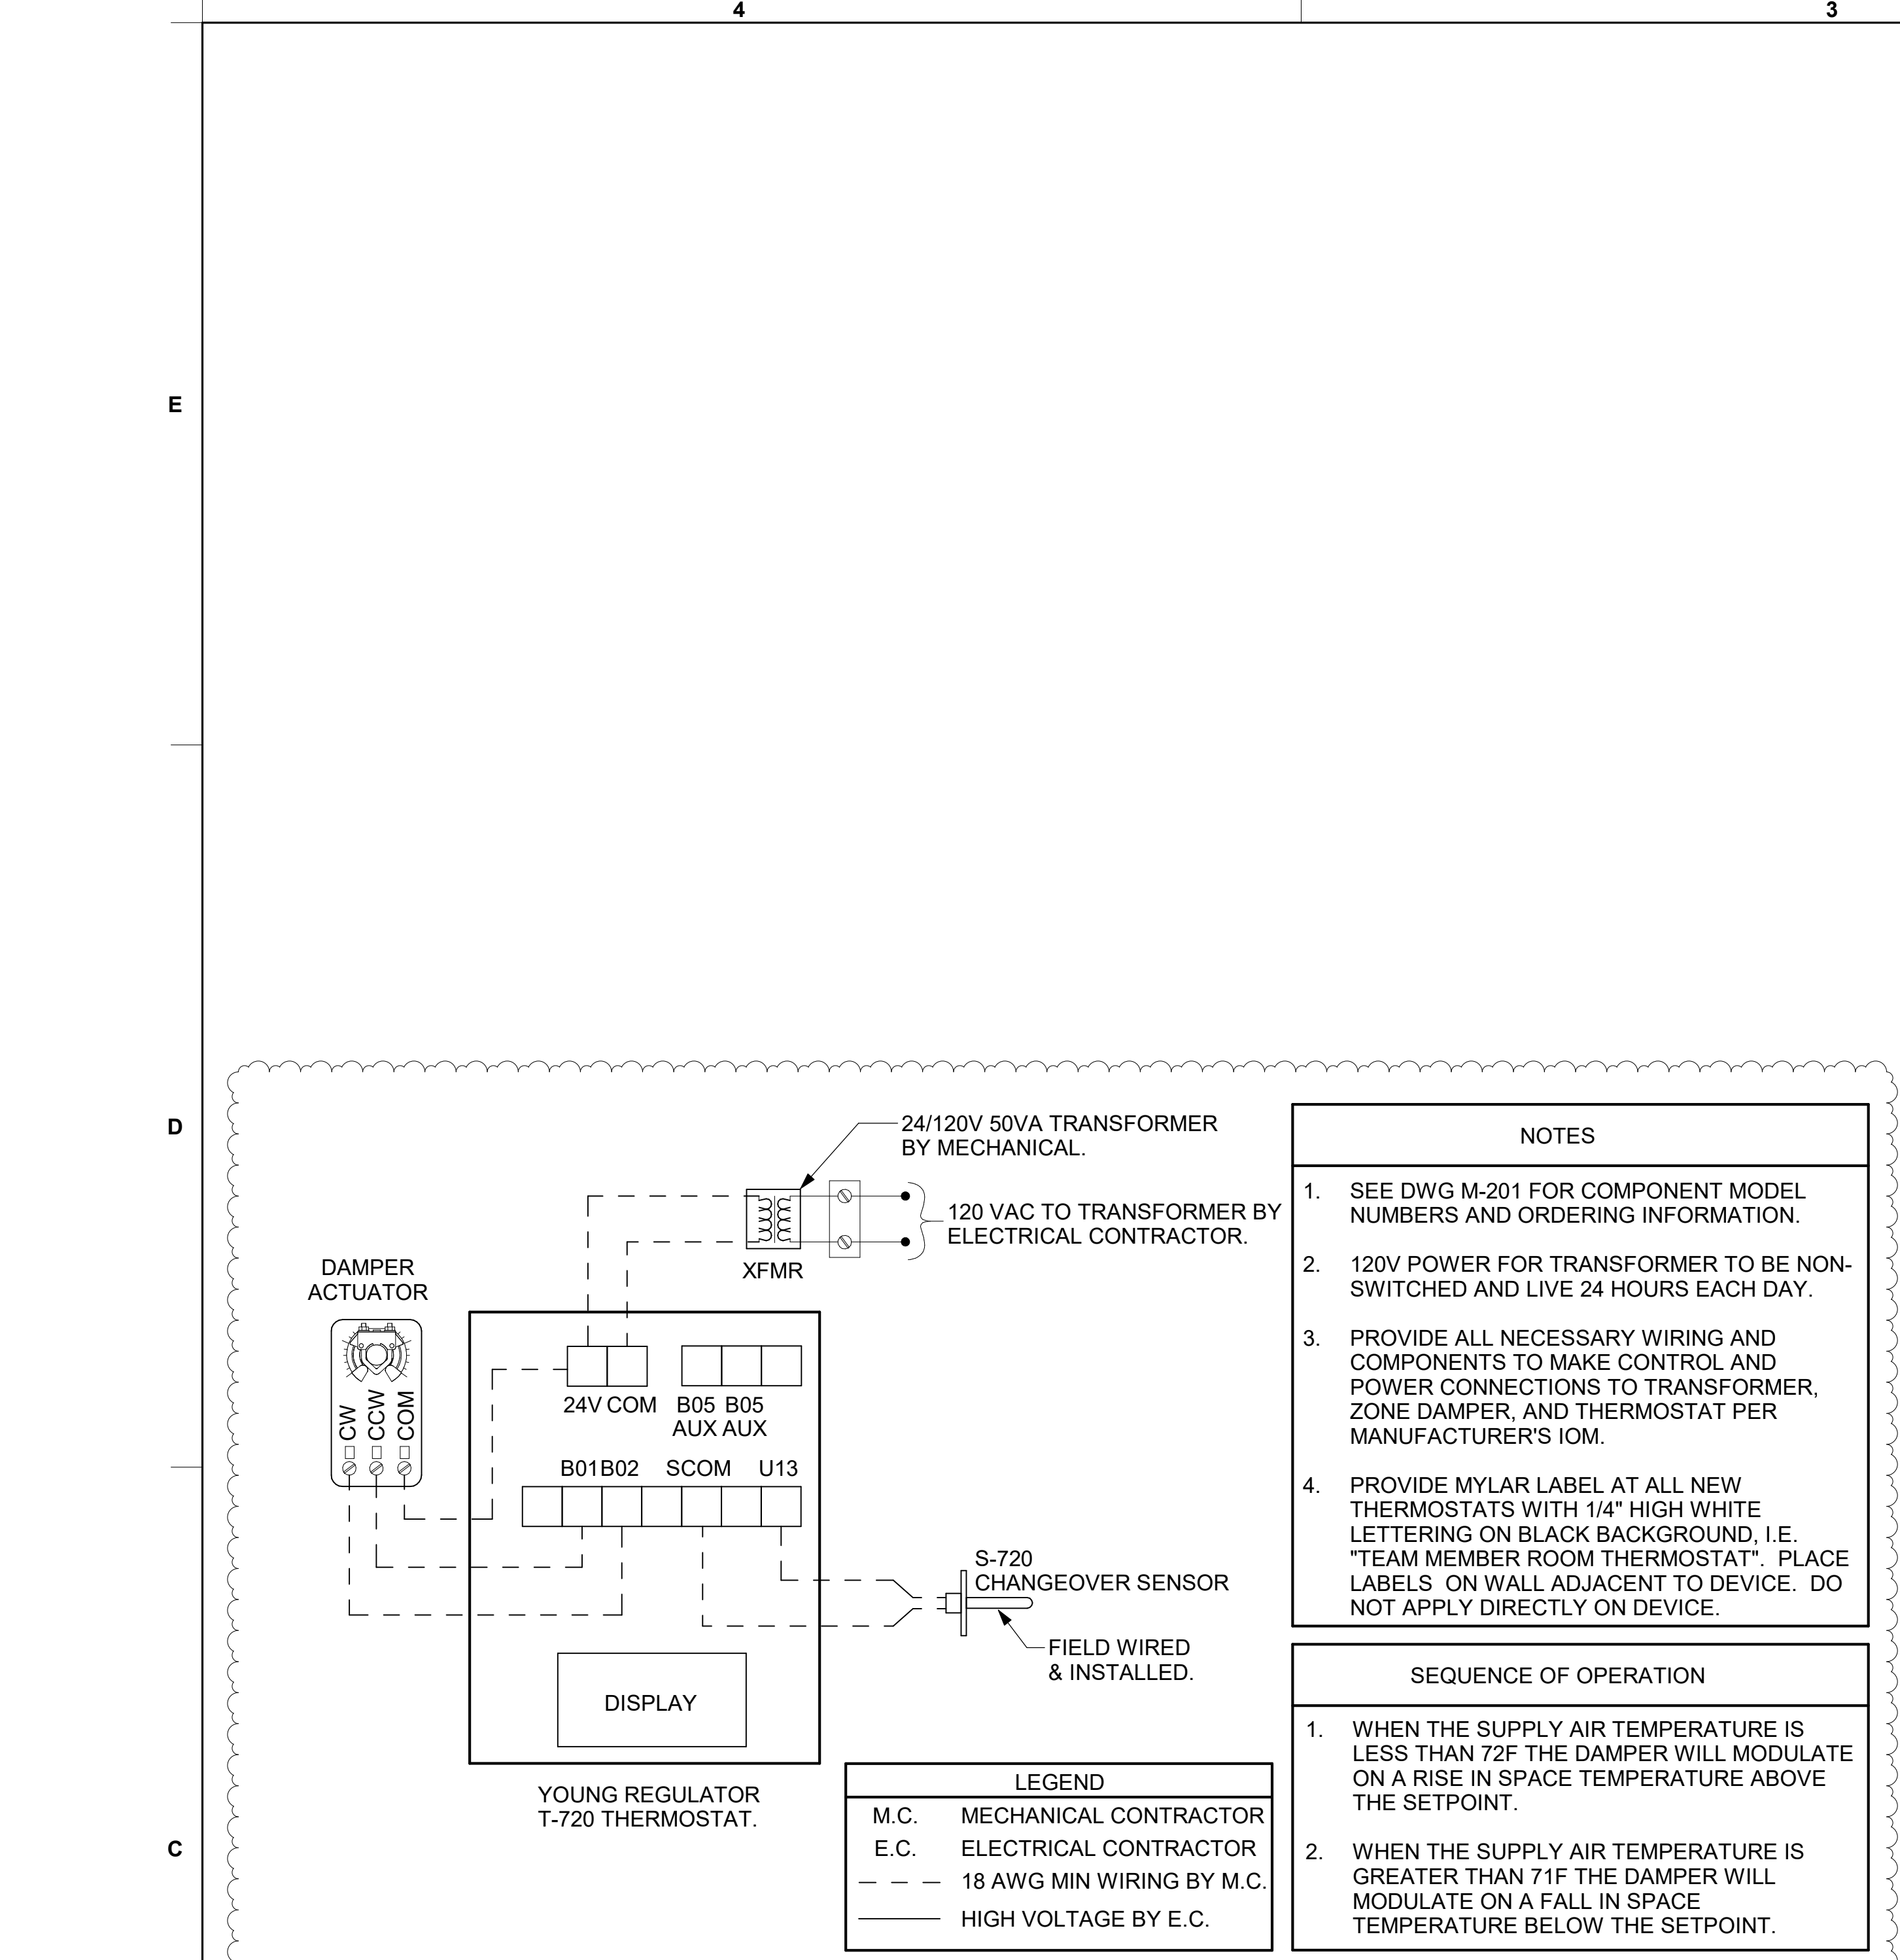 4
3
E
D
C
24/120V 50VA TRANSFORMER
BY MECHANICAL.
120 VAC TO TRANSFORMER BY
ELECTRICAL CONTRACTOR.
XFMR
DAMPER
ACTUATOR
CW
CCW
COM
24V COM
B05 B05
AUX AUX
B01 B02 SCOM U13
S-720
CHANGEOVER SENSOR
FIELD WIRED
& INSTALLED.
DISPLAY
YOUNG REGULATOR
T-720 THERMOSTAT.
LEGEND
M.C. MECHANICAL CONTRACTOR
E.C. ELECTRICAL CONTRACTOR
18 AWG MIN WIRING BY M.C.
HIGH VOLTAGE BY E.C.
NOTES
1. SEE DWG M-201 FOR COMPONENT MODEL
NUMBERS AND ORDERING INFORMATION.
2. 120V POWER FOR TRANSFORMER TO BE NON-
SWITCHED AND LIVE 24 HOURS EACH DAY.
3. PROVIDE ALL NECESSARY WIRING AND
COMPONENTS TO MAKE CONTROL AND
POWER CONNECTIONS TO TRANSFORMER,
ZONE DAMPER, AND THERMOSTAT PER
MANUFACTURER'S IOM.
4. PROVIDE MYLAR LABEL AT ALL NEW
THERMOSTATS WITH 1/4" HIGH WHITE
LETTERING ON BLACK BACKGROUND, I.E.
"TEAM MEMBER ROOM THERMOSTAT". PLACE
LABELS ON WALL ADJACENT TO DEVICE. DO
NOT APPLY DIRECTLY ON DEVICE.
SEQUENCE OF OPERATION
1. WHEN THE SUPPLY AIR TEMPERATURE IS
LESS THAN 72F THE DAMPER WILL MODULATE
ON A RISE IN SPACE TEMPERATURE ABOVE
THE SETPOINT.
2. WHEN THE SUPPLY AIR TEMPERATURE IS
GREATER THAN 71F THE DAMPER WILL
MODULATE ON A FALL IN SPACE
TEMPERATURE BELOW THE SETPOINT.